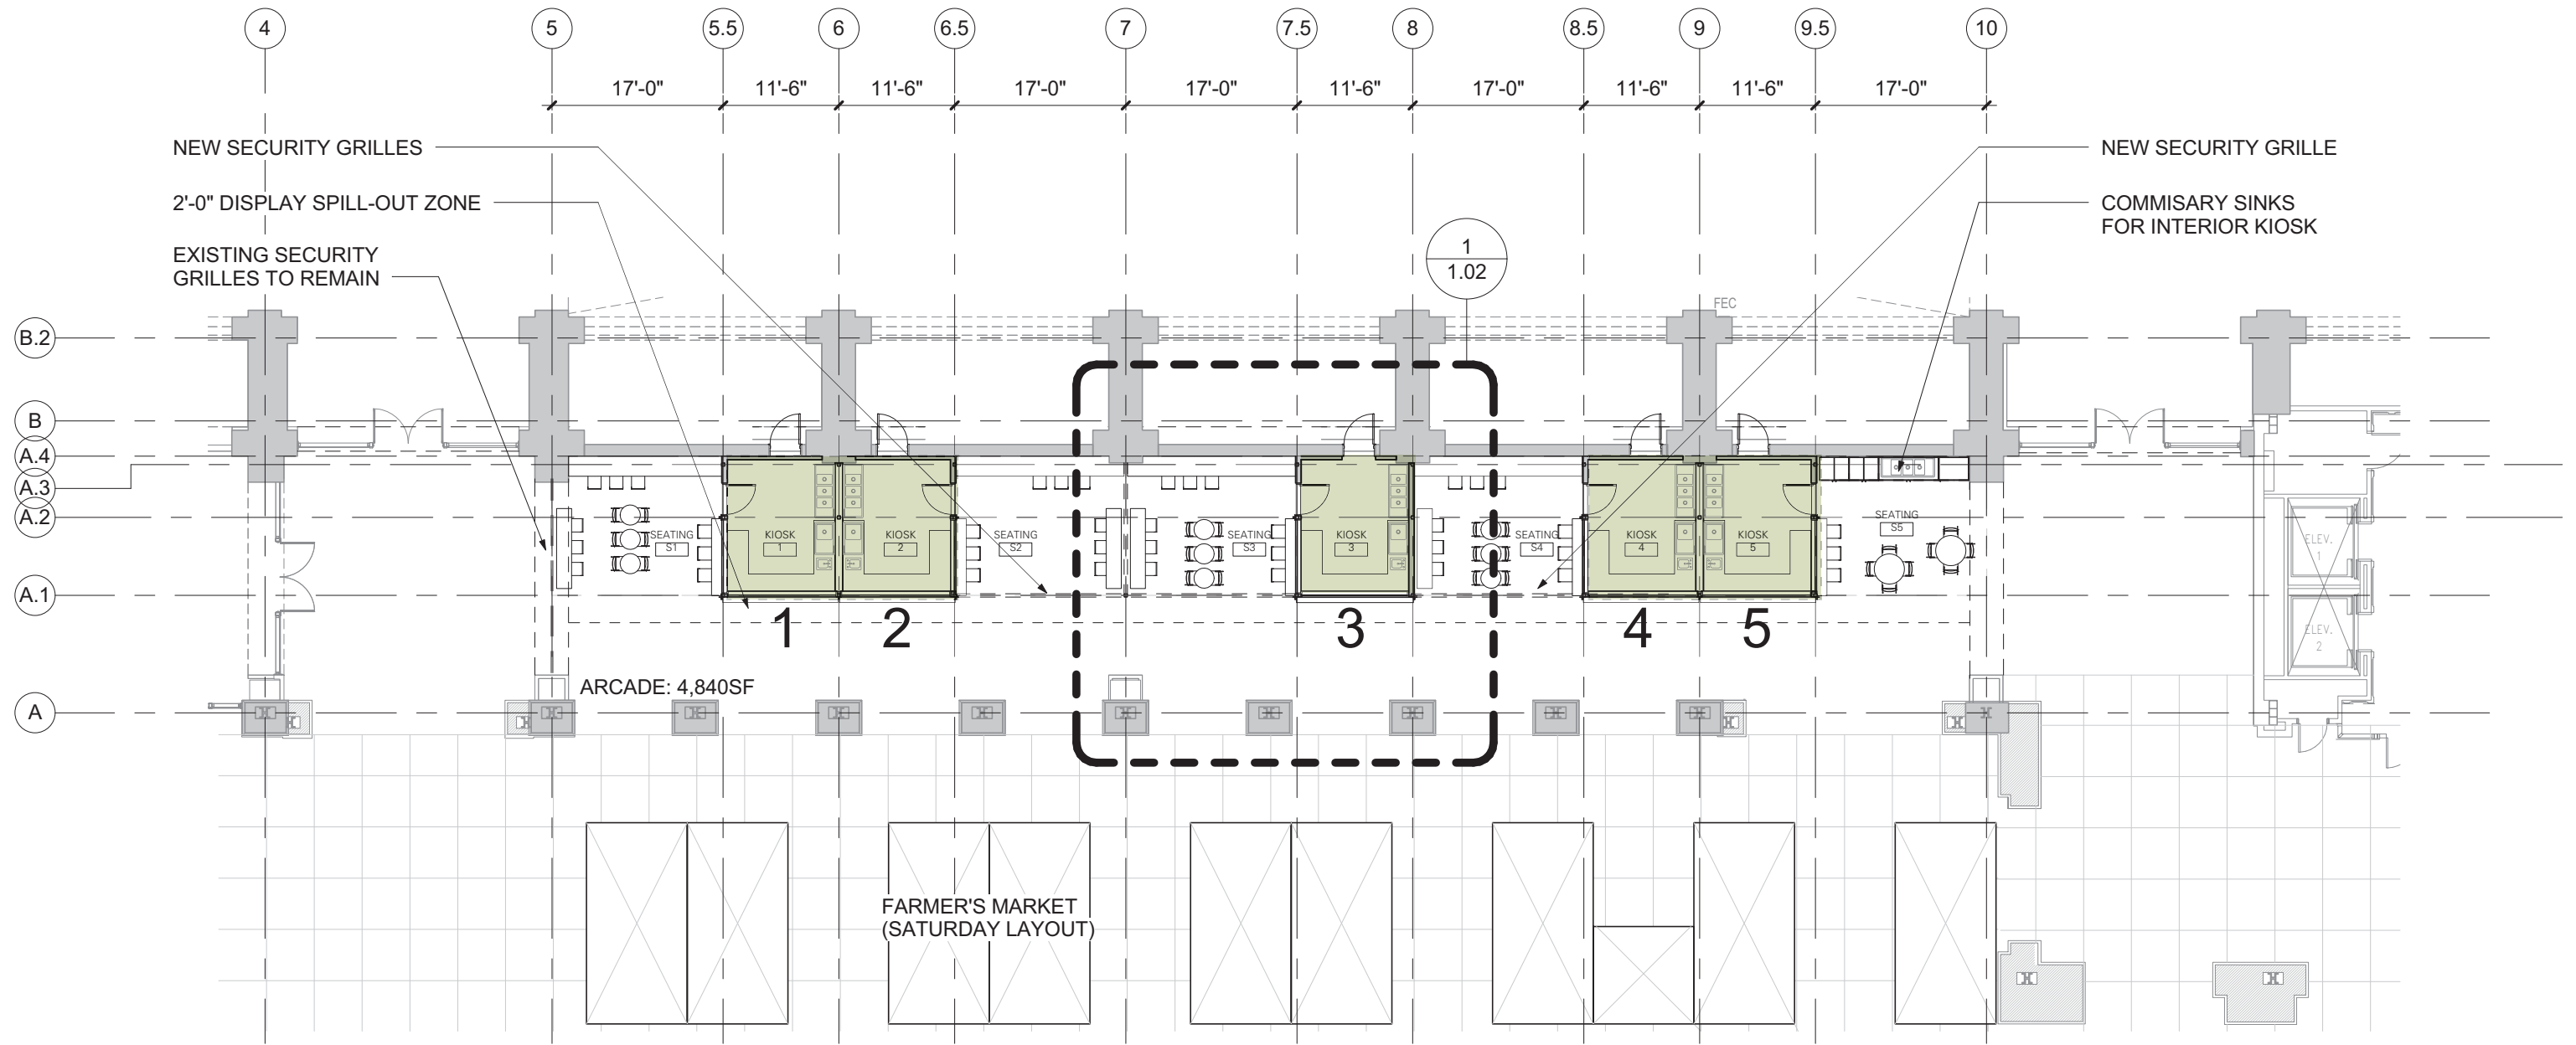 4
5
5.5
6
6.5
7
7.5
8
8.5
9
9.5
10
17'-0"
11'-6"
11'-6"
17'-0"
17'-0"
11'-6"
17'-0"
11'-6"
11'-6"
17'-0"
NEW SECURITY GRILLES
2'-0" DISPLAY SPILL-OUT ZONE
EXISTING SECURITY
GRILLES TO REMAIN
NEW SECURITY GRILLE
COMMISARY SINKS
FOR INTERIOR KIOSK
1
1.02
FEC
B.2
B
A.4
A.3
A.2
A.1
A
SEATING
S1
KIOSK
1
KIOSK
2
SEATING
S2
SEATING
S3
KIOSK
3
SEATING
S4
KIOSK
4
KIOSK
5
SEATING
S5
ELEV.
1
ELEV.
2
1
2
3
4
5
ARCADE: 4,840SF
FARMER'S MARKET
(SATURDAY LAYOUT)